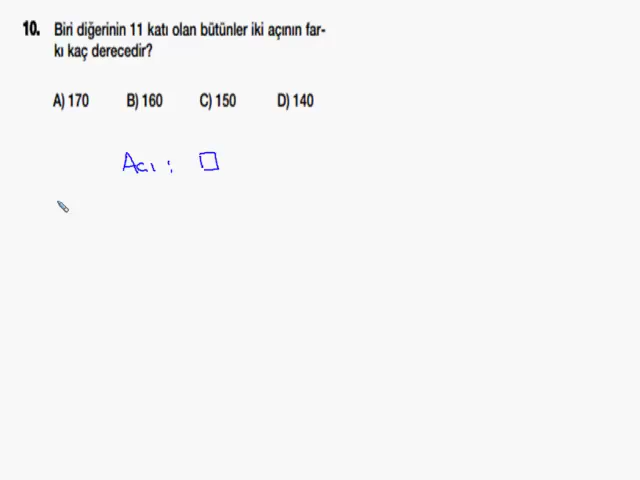 10. Biri diğerinin 11 katı olan bütünler iki açının far-
kı kaç derecedir?
A) 170 B) 160 C) 150 D) 140
Açı : □